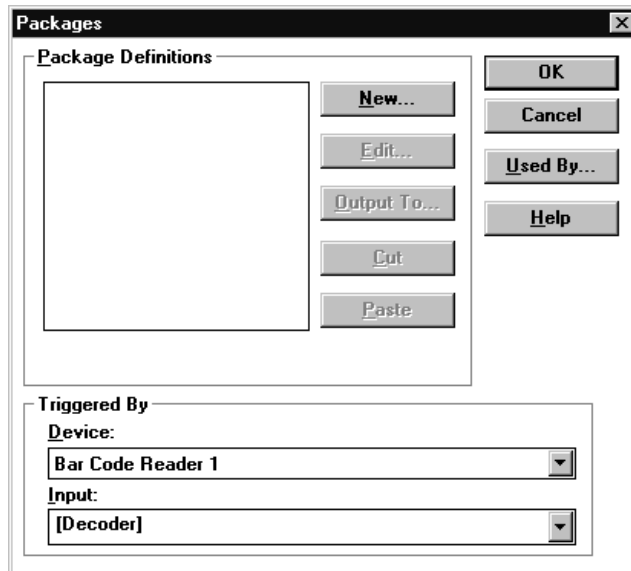 Packages
Package Definitions
New...
Edit...
Output To...
Cut
Paste
OK
Cancel
Used By...
Help
Triggered By
Device:
Bar Code Reader 1
Input:
[Decoder]